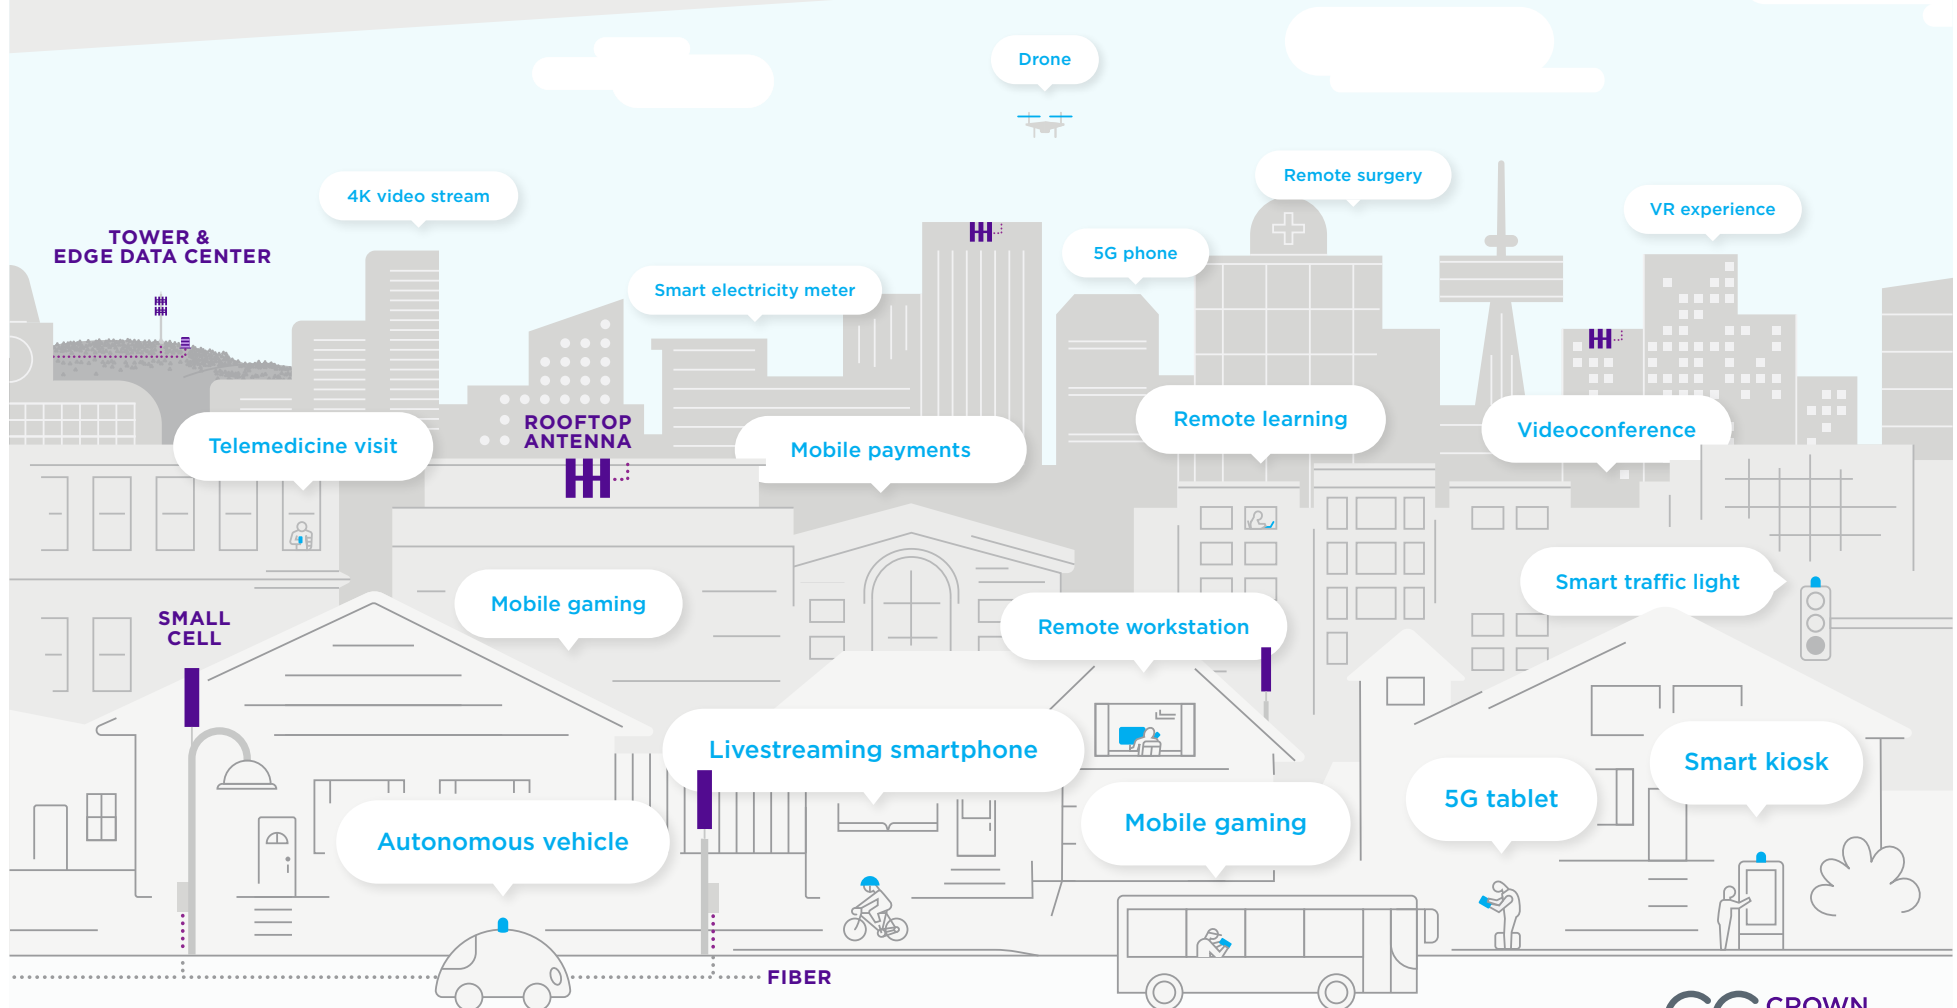 Drone
Remote surgery
4K video stream
VR experience
TOWER &
EDGE DATA CENTER
5G phone
Smart electricity meter
ROOFTOP
ANTENNA
Remote learning
Videoconference
Telemedicine visit
Mobile payments
Smart traffic light
Mobile gaming
SMALL
CELL
Remote workstation
Livestreaming smartphone
Smart kiosk
5G tablet
Mobile gaming
Autonomous vehicle
FIBER
CROWN